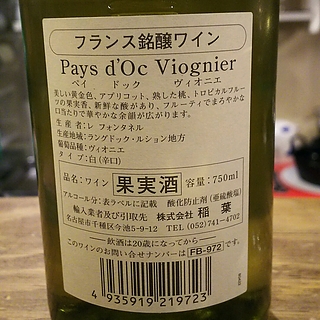 フランス銘醸ワイン
Pays d'Oc Viognier
ペイ ドック ヴィオニエ
美しい黄金色、アプリコット、熟した桃、トロピカルフルーツ
の果実香、新鮮な酸があり、フルーティでまろやかな
口当たりで華やかな余韻が広がります。
生産者:レ フォンタネル
生産地域:ラングドック・ルション地方
葡萄品種:ヴィオニエ
タイプ:白(辛口)
品名:ワイン 果実酒 容量:750ml
アルコール分:表ラベルに記載 酸化防止剤(亜硫酸塩)
輸入業者及び引取先 株式会社 稲葉
名古屋市千種区今池5-9-12 TEL(052)741-4702
飲酒は20歳になってから
このワインのお問い合せナンバーは FB-972 です。
4 935919 219723